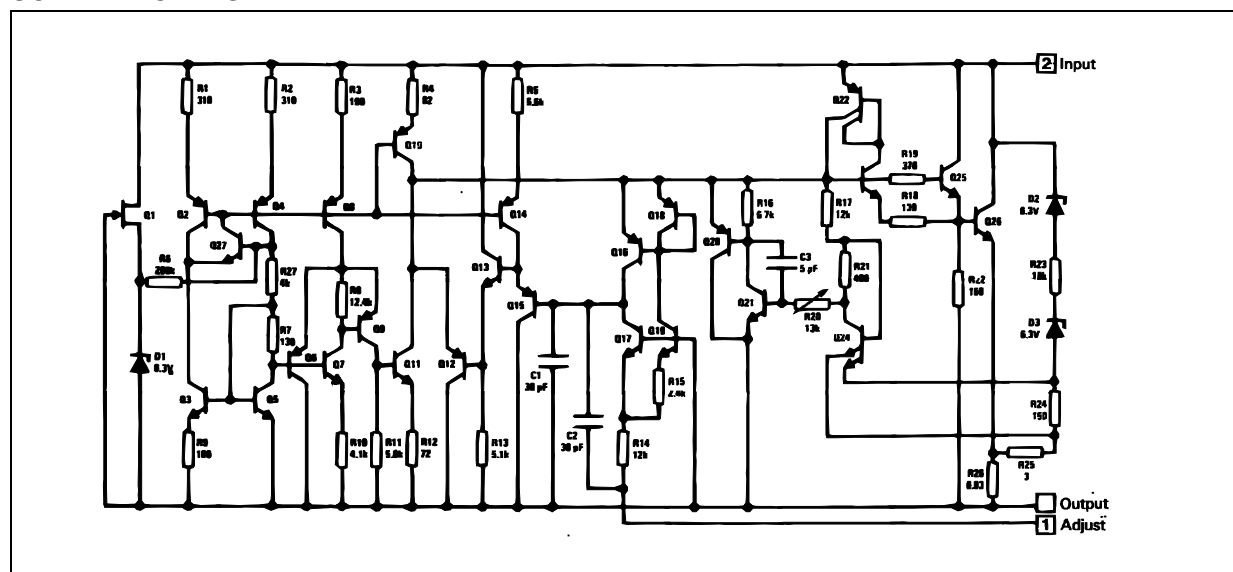 2 Input
R1
310
R2
310
R3
190
R4
82
R5
5.6k
Q22
Q19
R19
370
Q25
D2
6.3V
Q1
Q2
Q4
Q14
R16
6 7k
R17
12k
R18
130
Q26
Q18
Q27
Q16
Q20
R6
200k
R27
4k
Q13
C3
5 pF
R21
400
R23
18k
R8
12.4k
Q15
Q21
R20
13k
160
R7
130
Q9
D3
6.3V
D1
6.3V
Q6
Q7
Q11
Q12
C1
30 pF
Q17
Q19
Q3
Q5
R15
2.4k
R24
150
C2
30 pF
R9
180
R10
4.1k
R11
5.8k
R12
72
R13
5.1k
R14
12k
R26
0.03
R25
3
Output
1 Adjust